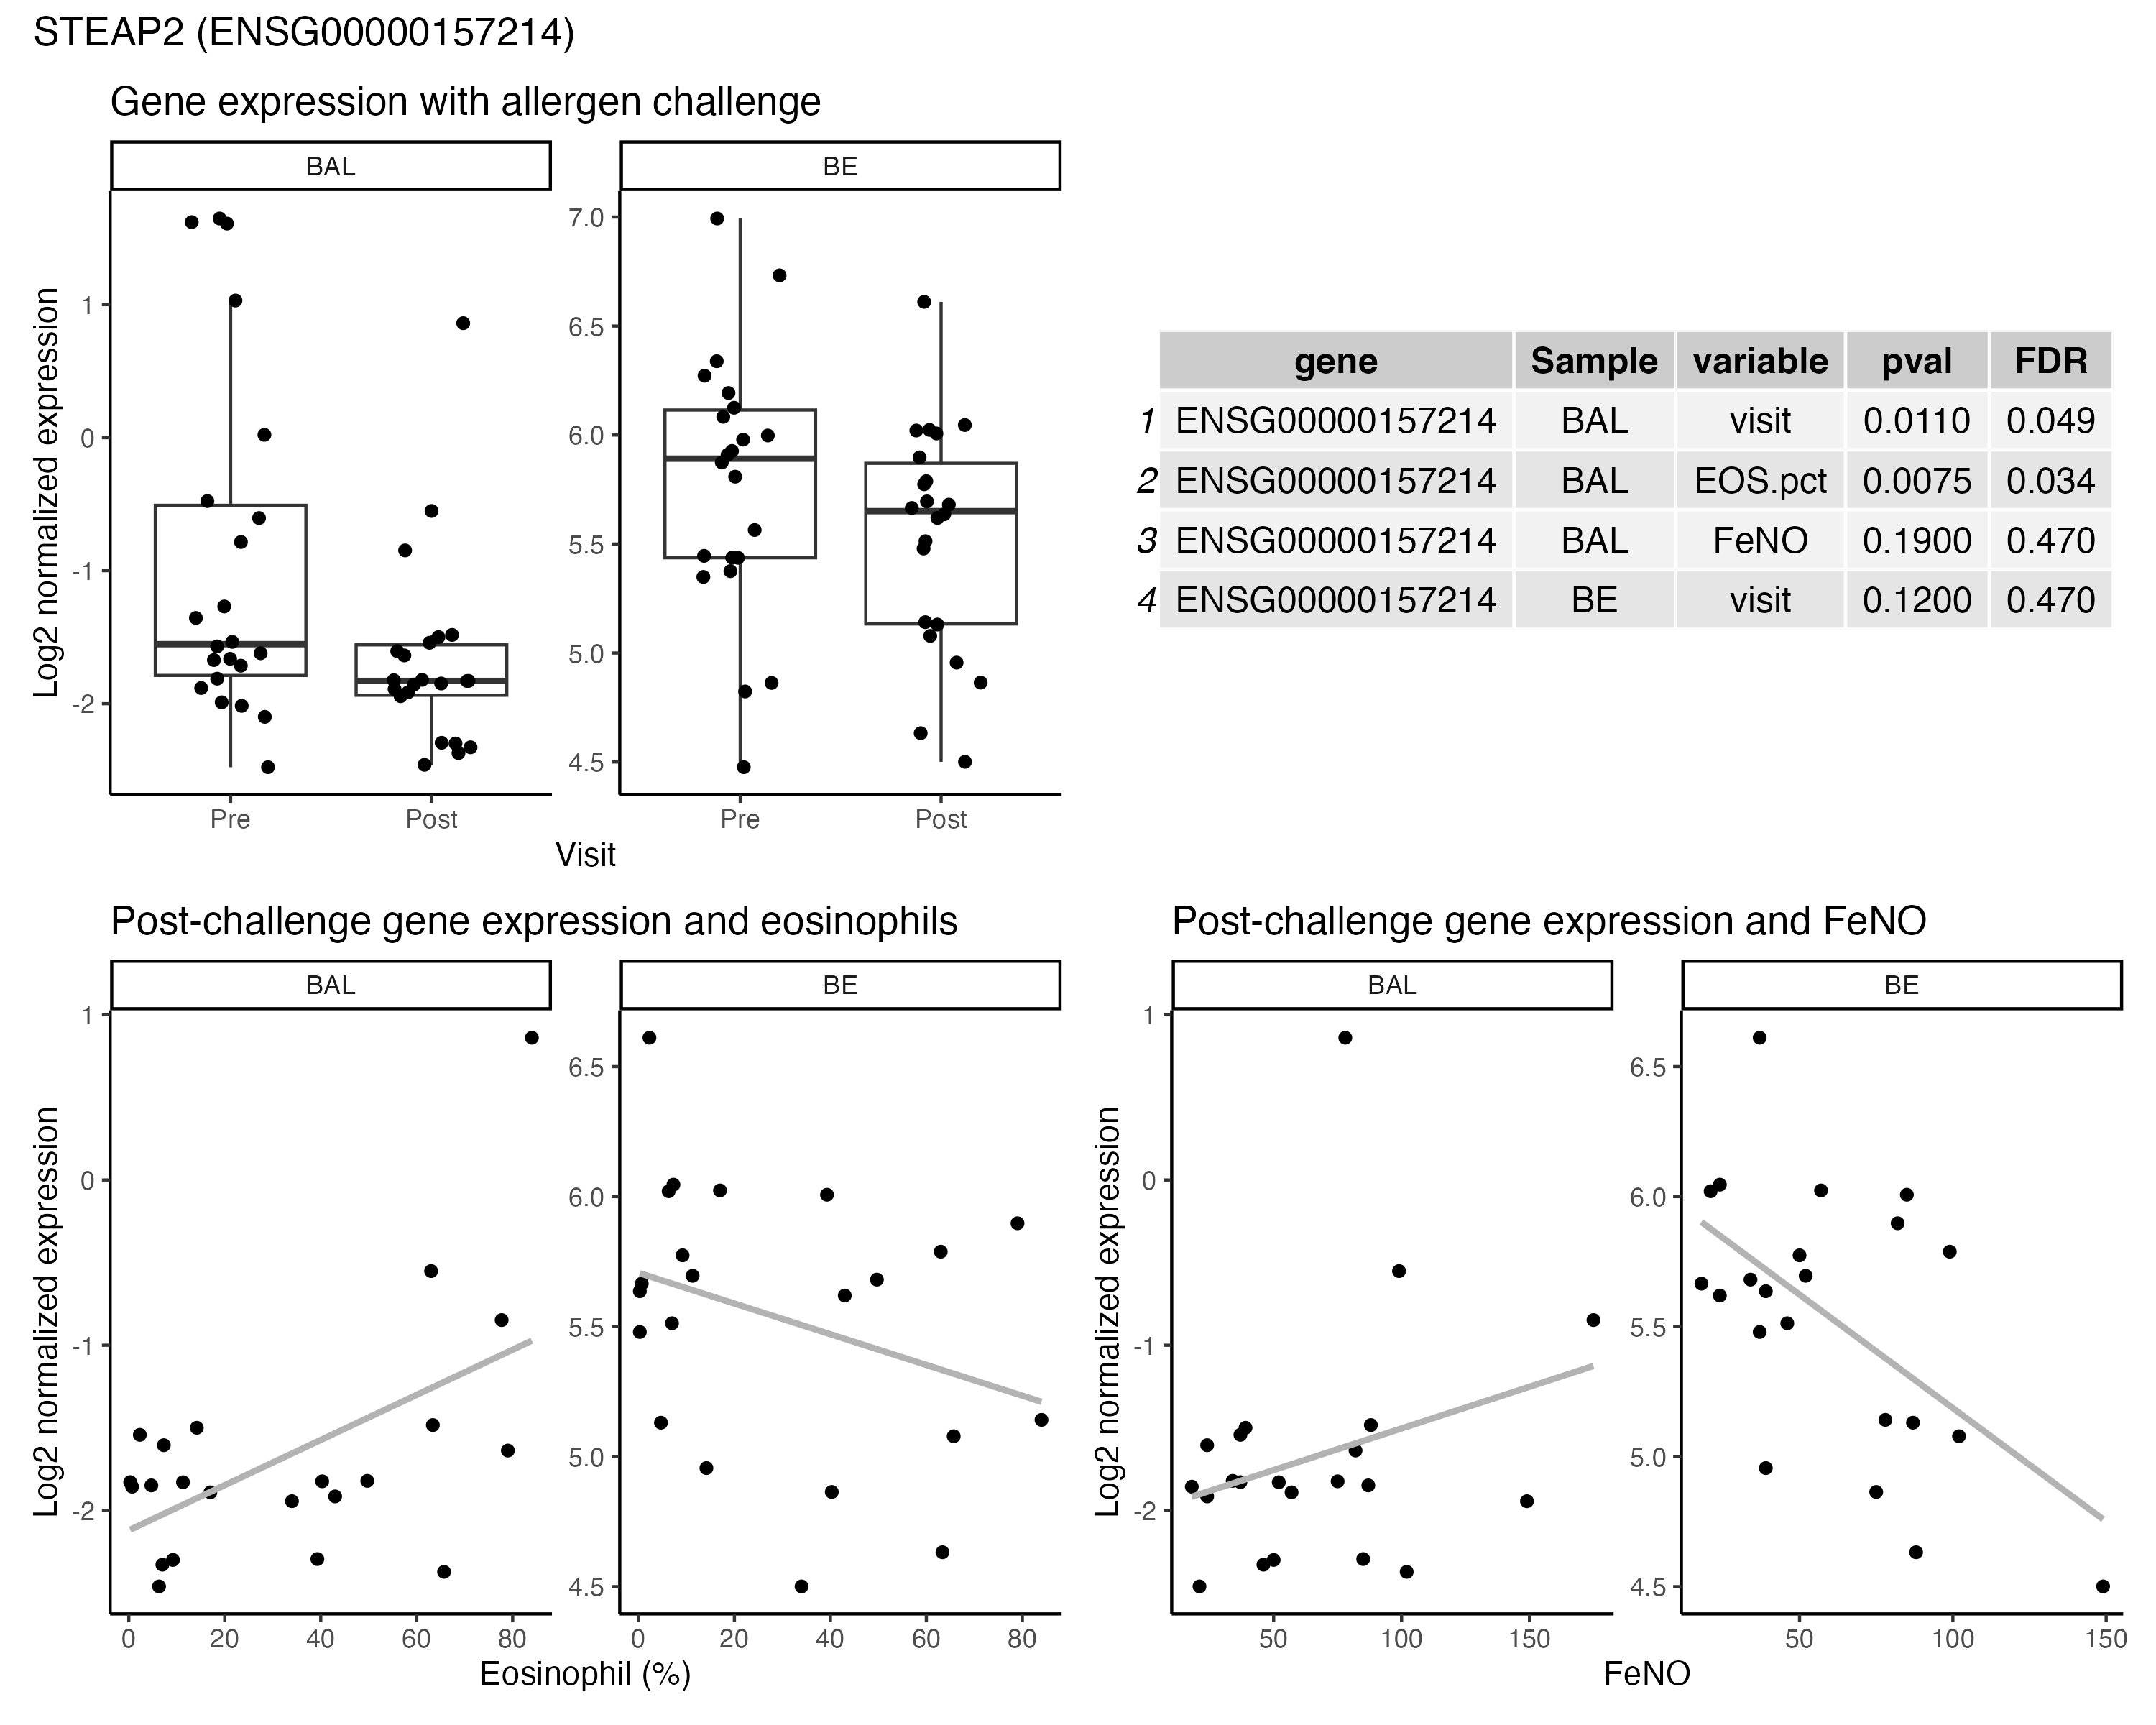 STEAP2 (ENSG00000157214)
Gene expression with allergen challenge
BAL
BE
Log2 normalized expression
1
0
-1
-2
7.0
6.5
6.0
5.5
5.0
4.5
Pre
Post
Pre
Post
Visit
gene Sample variable pval FDR
1 ENSG00000157214 BAL visit 0.0110 0.049
2 ENSG00000157214 BAL EOS.pct 0.0075 0.034
3 ENSG00000157214 BAL FeNO 0.1900 0.470
4 ENSG00000157214 BE visit 0.1200 0.470
Post-challenge gene expression and eosinophils
BAL
BE
Log2 normalized expression
1
0
-1
-2
6.5
6.0
5.5
5.0
4.5
0 20 40 60 80
0 20 40 60 80
Eosinophil (%)
Post-challenge gene expression and FeNO
BAL
BE
Log2 normalized expression
1
0
-1
-2
6.5
6.0
5.5
5.0
4.5
50 100 150
50 100 150
FeNO